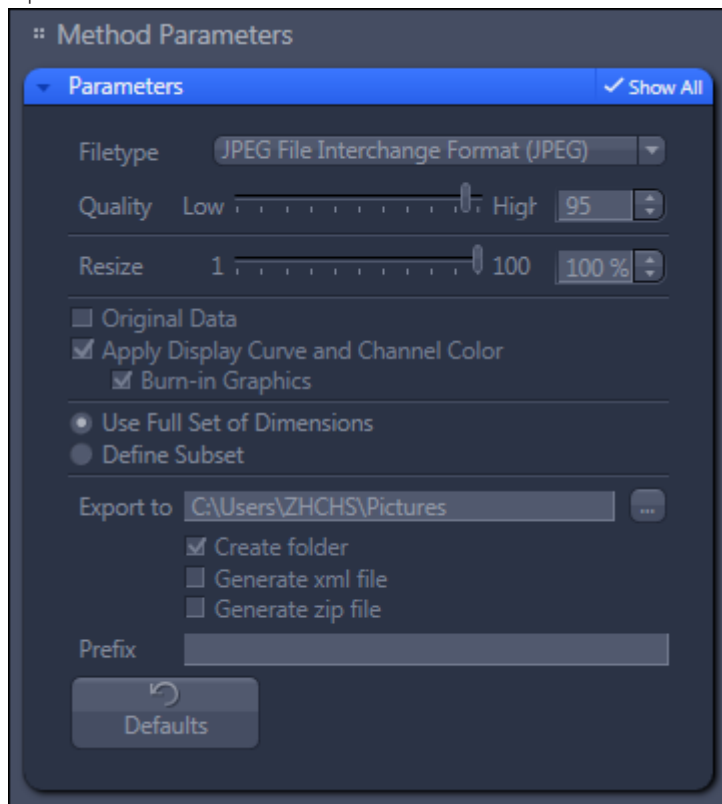 Method Parameters
Parameters Show All
Filetype JPEG File Interchange Format (JPEG)
Quality Low High 95
Resize 1 100 100 %
Original Data
Apply Display Curve and Channel Color
Burn-in Graphics
Use Full Set of Dimensions
Define Subset
Export to C:\Users\ZHCHS\Pictures ...
Create folder
Generate xml file
Generate zip file
Prefix
Defaults